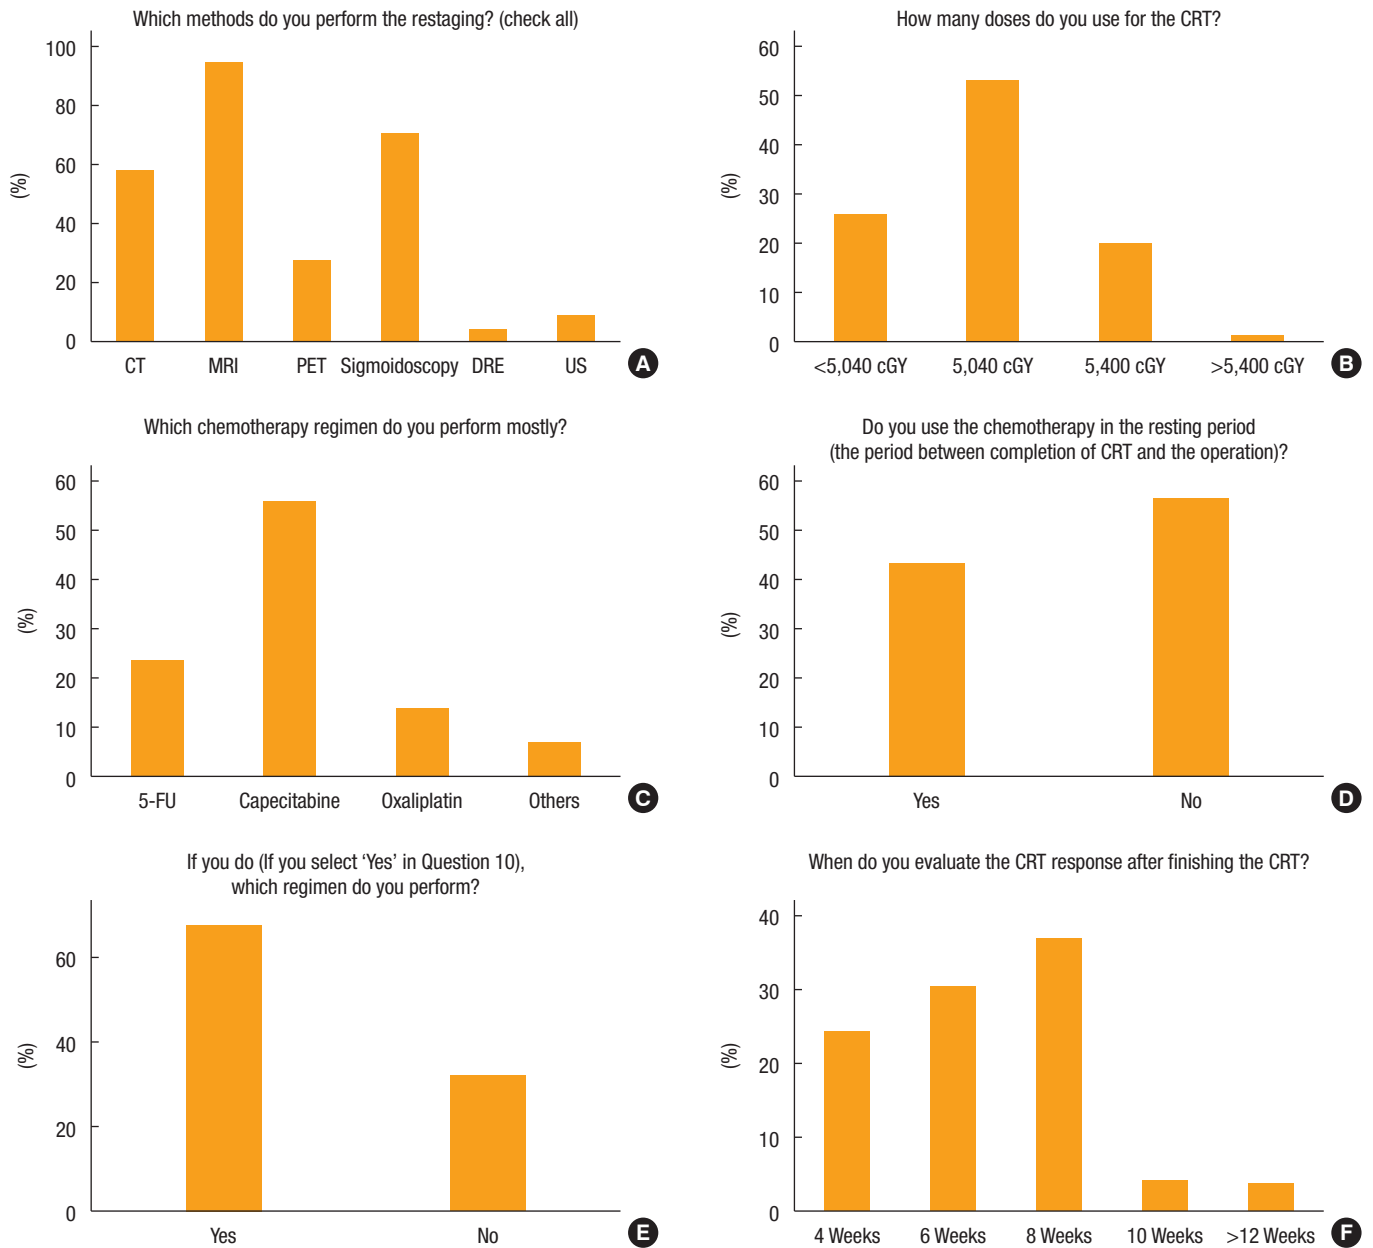 Which methods do you perform the restaging? (check all)
100
80
60
40
20
0
(%)
CT MRI PET Sigmoidoscopy DRE US
A
How many doses do you use for the CRT?
60
50
40
30
20
10
0
(%)
<5,040 cGY 5,040 cGY 5,400 cGY >5,400 cGY
B
Which chemotherapy regimen do you perform mostly?
60
50
40
30
20
10
0
(%)
5-FU Capecitabine Oxaliplatin Others
C
Do you use the chemotherapy in the resting period
(the period between completion of CRT and the operation)?
60
50
40
30
20
10
0
(%)
Yes No
D
If you do (If you select ‘Yes’ in Question 10),
which regimen do you perform?
60
40
20
0
(%)
Yes No
E
When do you evaluate the CRT response after finishing the CRT?
40
30
20
10
0
(%)
4 Weeks 6 Weeks 8 Weeks 10 Weeks >12 Weeks
F